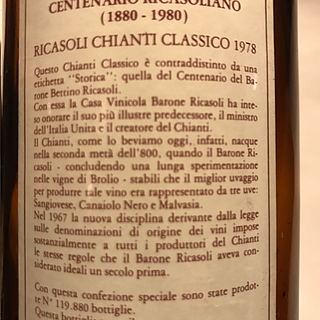 CENTENARIO RICASOLIANO
(1880 - 1980)
RICASOLI CHIANTI CLASSICO 1978
Questo Chianti Classico è contraddistinto da una
etichetta "Storica": quella del Centenario del Ba-
rone Bettino Ricasoli.
Con essa la Casa Vinicola Barone Ricasoli ha inte-
so onorare il suo più illustre predecessore, il ministro
dell'Italia Unita e il creatore del Chianti.
Il Chianti, come lo beviamo oggi, infatti, nacque
nella seconda metà dell'800, quando il Barone Ri-
casoli - concludendo una lunga sperimentazione
nelle vigne di Brolio - stabilì che il miglior uvaggio
per produrre tale vino era rappresentato da tre uve:
Sangiovese, Canaiolo Nero e Malvasia.
Nel 1967 la nuova disciplina derivante dalla legge
sulle denominazioni di origine dei vini impose
sostanzialmente a tutti i produttori del Chianti
le stesse regole che il Barone Ricasoli aveva con-
siderato ideali un secolo prima.
Con questa confezione speciale sono state prodot-
te N° 119.880 bottiglie.
Questa bottiglia